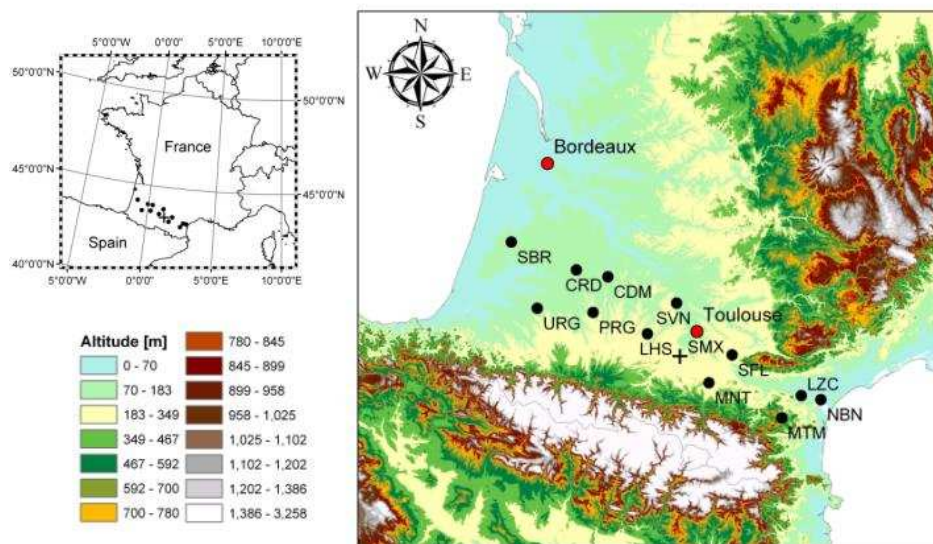 5°0'0"W 0°0'0" 5°0'0"E 10°0'0"E
50°0'0"N
50°0'0"N
France
45°0'0"N
45°0'0"N
Spain
40°0'0"N
40°0'0"N
5°0'0"W 0°0'0" 5°0'0"E 10°0'0"E
Altitude [m]
0 - 70
70 - 183
183 - 349
349 - 467
467 - 592
592 - 700
700 - 780
780 - 845
845 - 899
899 - 958
958 - 1,025
1,025 - 1,102
1,102 - 1,202
1,202 - 1,386
1,386 - 3,258
N
W E
S
Bordeaux
SBR
CRD
CDM
URG
PRG
SVN
Toulouse
LHS
SMX
SFL
MNT
LZC
NBN
MTM